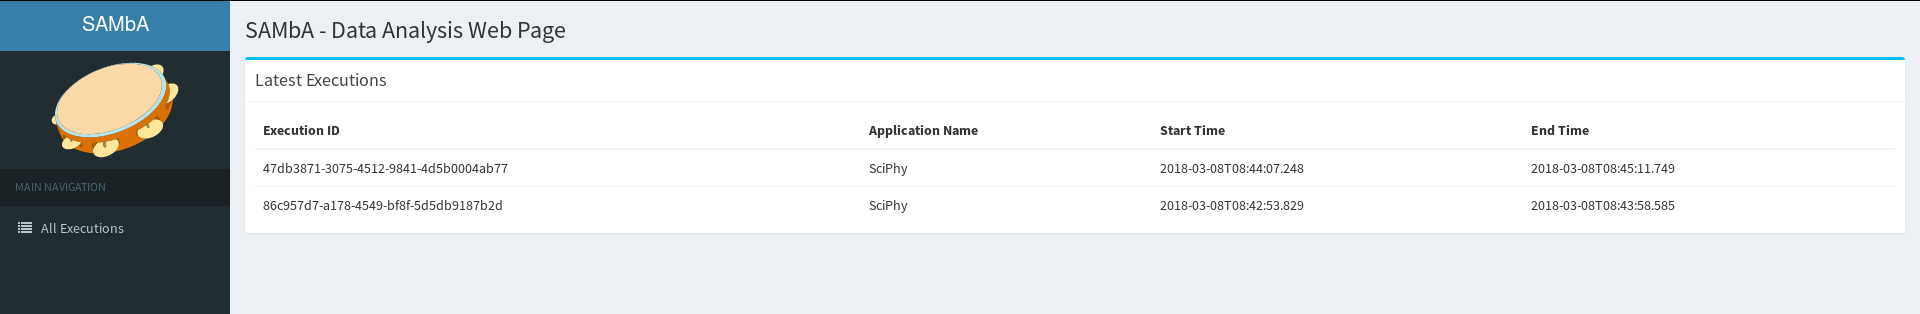 SAMbA
SAMbA - Data Analysis Web Page
Latest Executions
Execution ID Application Name Start Time End Time
47db3871-3075-4512-9841-4d5b0004ab77 SciPhy 2018-03-08T08:44:07.248 2018-03-08T08:45:11.749
86c957d7-a178-4549-bf8f-5d5db9187b2d SciPhy 2018-03-08T08:42:53.829 2018-03-08T08:43:58.585
MAIN NAVIGATION
All Executions